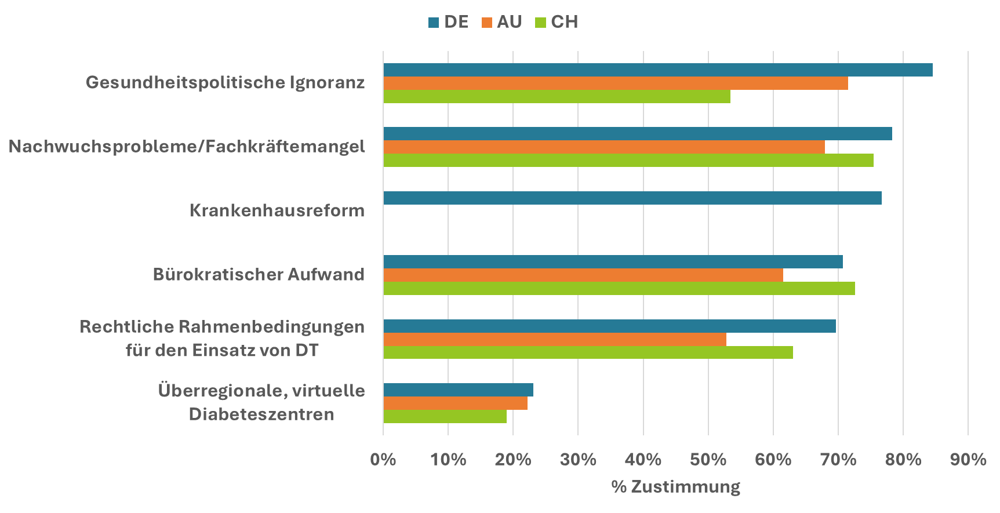 DE AU CH
Gesundheitspolitische Ignoranz
Nachwuchsprobleme/Fachkräftemangel
Krankenhausreform
Bürokratischer Aufwand
Rechtliche Rahmenbedingungen
für den Einsatz von DT
Überregionale, virtuelle
Diabeteszentren
0% 10% 20% 30% 40% 50% 60% 70% 80% 90%
% Zustimmung